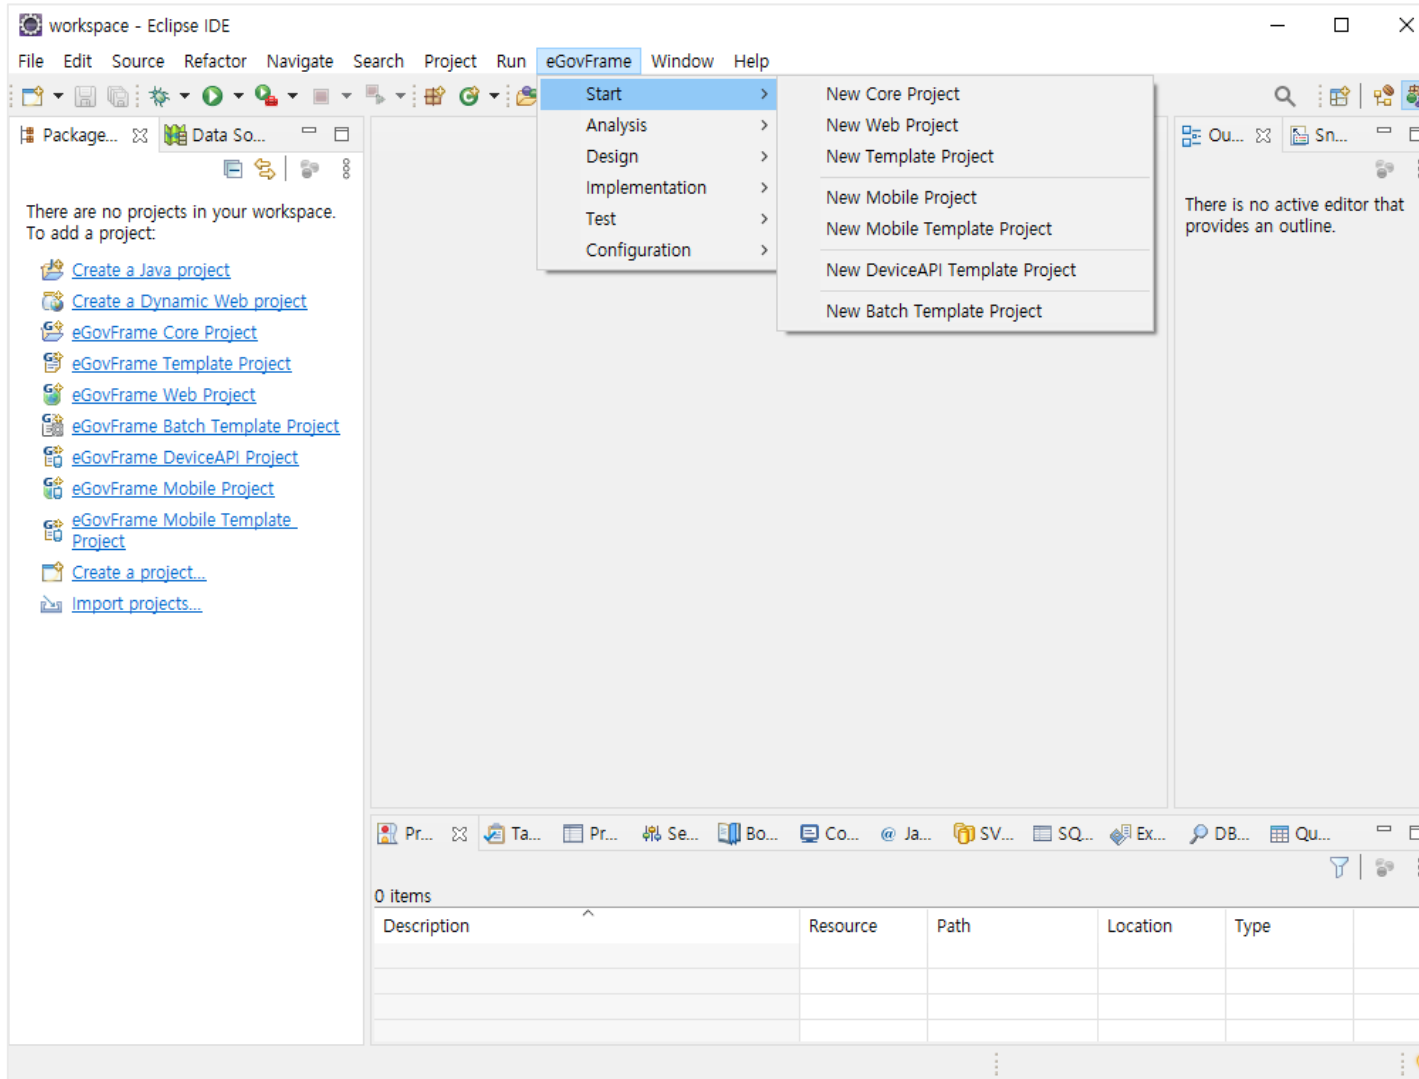 workspace - Eclipse IDE
File Edit Source Refactor Navigate Search Project Run eGovFrame Window Help
Start
Analysis
Design
Implementation
Test
Configuration
New Core Project
New Web Project
New Template Project
New Mobile Project
New Mobile Template Project
New DeviceAPI Template Project
New Batch Template Project
Package... Data So...
There are no projects in your workspace.
To add a project:
Create a Java project
Create a Dynamic Web project
eGovFrame Core Project
eGovFrame Template Project
eGovFrame Web Project
eGovFrame Batch Template Project
eGovFrame DeviceAPI Project
eGovFrame Mobile Project
eGovFrame Mobile Template
Project
Create a project...
Import projects...
Ou... Sn...
There is no active editor that
provides an outline.
Pr... Ta... Pr... Se... Bo... Co... Ja... SV... SQ... Ex... DB... Qu...
0 items
Description Resource Path Location Type